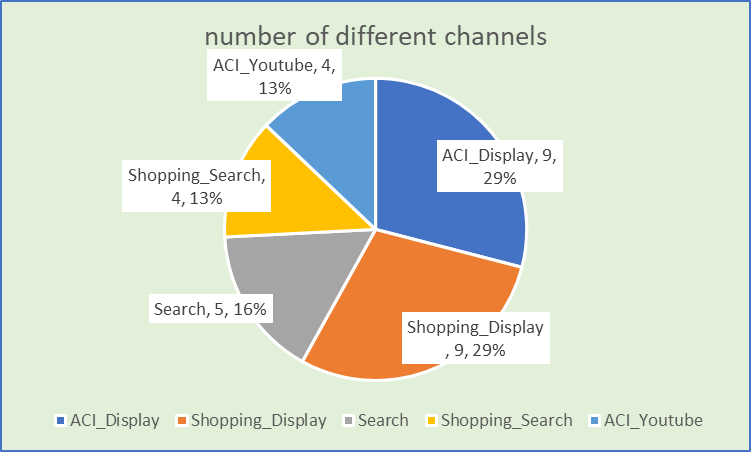 number of different channels
ACI_Youtube, 4,
13%
ACI_Display, 9,
29%
Shopping_Search,
4, 13%
Search, 5, 16%
Shopping_Display
, 9, 29%
ACI_Display Shopping_Display Search Shopping_Search ACI_Youtube